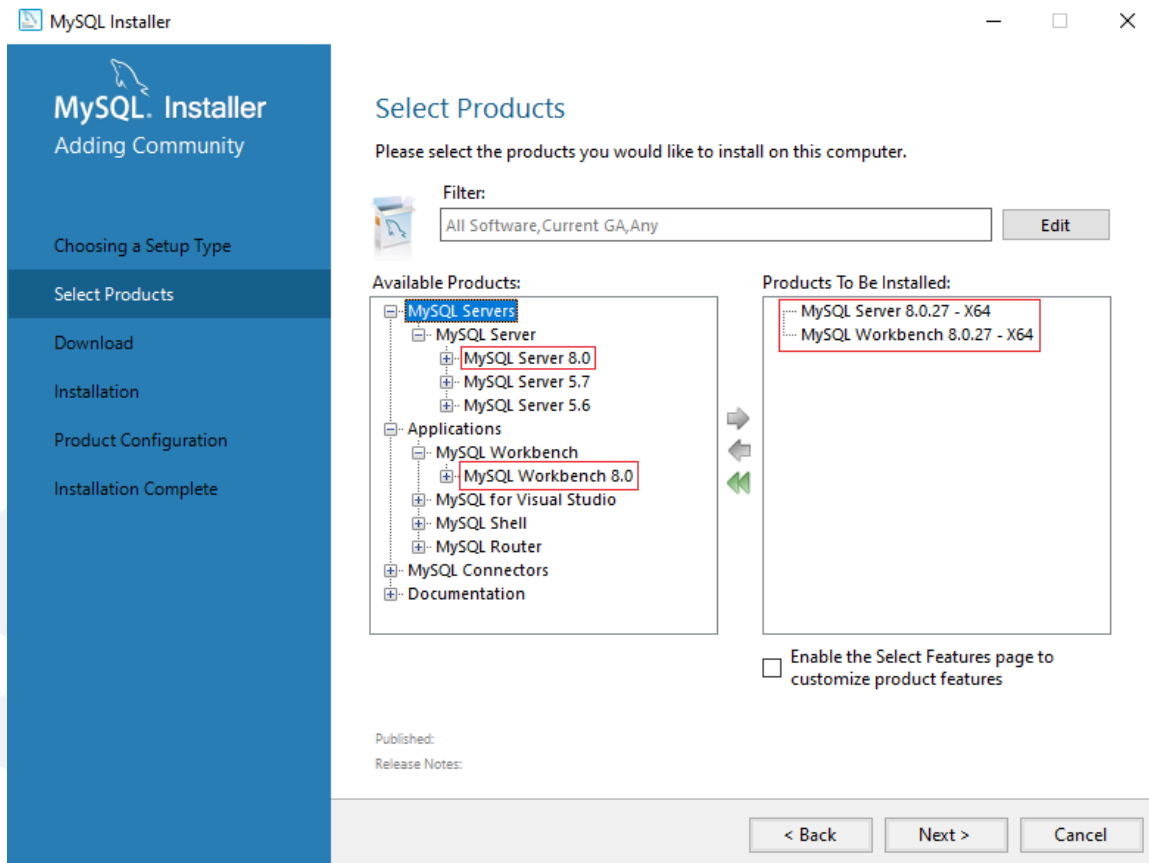 MySQL Installer
MySQL. Installer
Adding Community
Choosing a Setup Type
Select Products
Download
Installation
Product Configuration
Installation Complete
Select Products
Please select the products you would like to install on this computer.
Filter:
All Software,Current GA,Any
Edit
Available Products:
MySQL Servers
MySQL Server
MySQL Server 8.0
MySQL Server 5.7
MySQL Server 5.6
Applications
MySQL Workbench
MySQL Workbench 8.0
MySQL for Visual Studio
MySQL Shell
MySQL Router
MySQL Connectors
Documentation
Products To Be Installed:
MySQL Server 8.0.27 - X64
MySQL Workbench 8.0.27 - X64
Enable the Select Features page to
customize product features
Published:
Release Notes:
< Back
Next >
Cancel